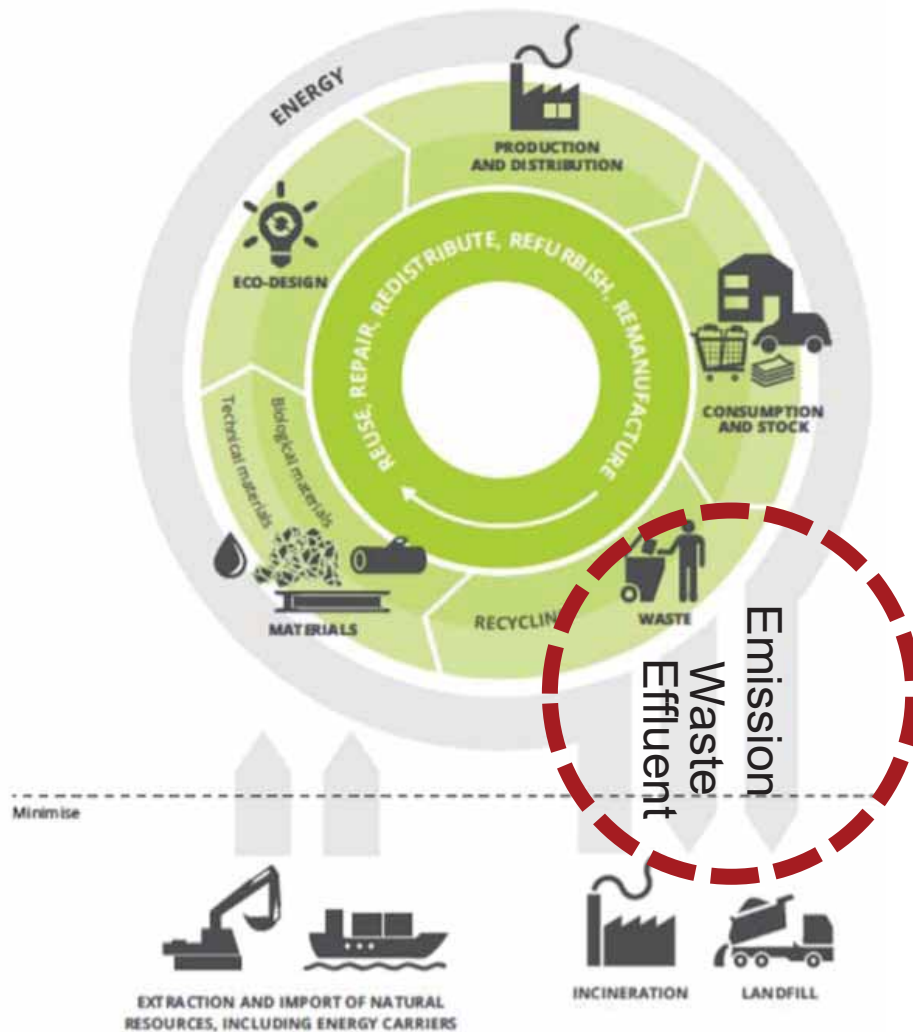 ENERGY
PRODUCTION
AND DISTRIBUTION
ECO-DESIGN
REUSE, REPAIR, REDISTRIBUTE, REFURBISH, REMANUFACTURE
CONSUMPTION
AND STOCK
Technical materials
Biological materials
MATERIALS
RECYCLIN
WASTE
Emission
Waste
Effluent
Minimise
EXTRACTION AND IMPORT OF NATURAL
RESOURCES, INCLUDING ENERGY CARRIERS
INCINERATION
LANDFILL